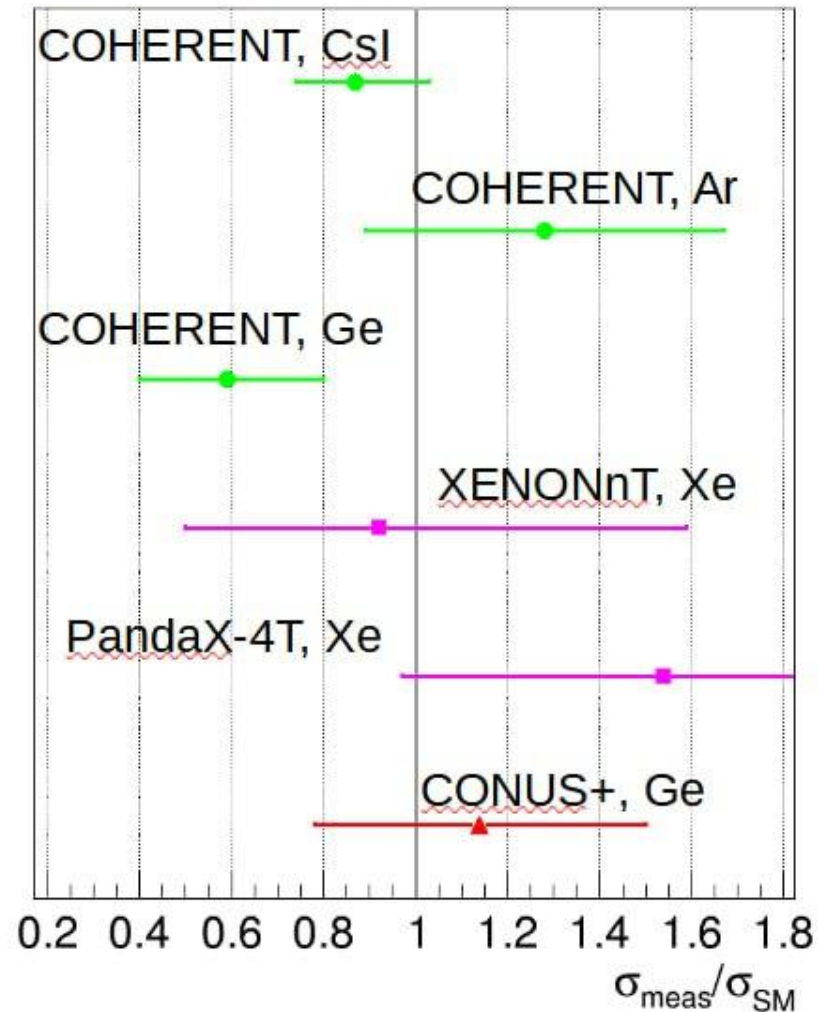 COHERENT, CsI
COHERENT, Ar
COHERENT, Ge
XENONnT, Xe
PandaX-4T, Xe
CONUS+, Ge
0.2 0.4 0.6 0.8 1 1.2 1.4 1.6 1.8
σmeas/σSM